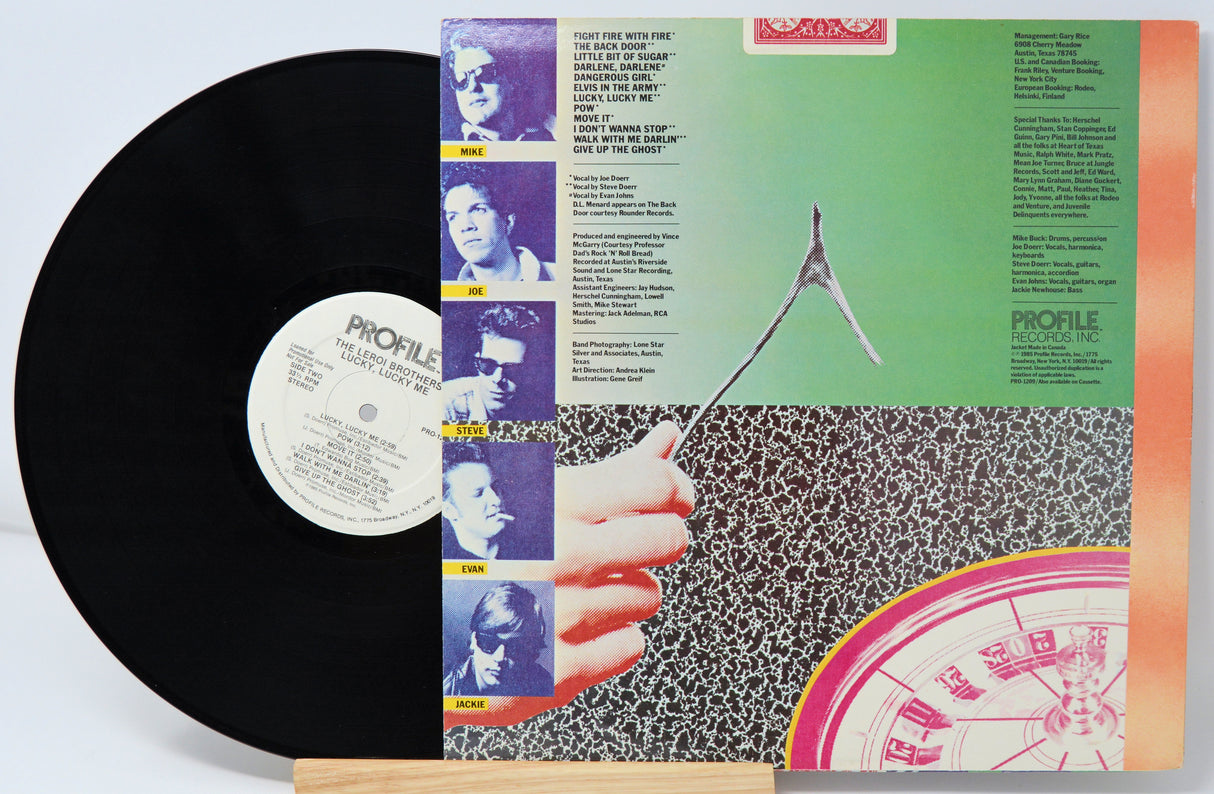 PROFILE
THE LEROI BROTHERS
LUCKY, LUCKY ME
Loaned for
Promotional Use Only
Not For Sale
SIDE TWO
33⅓ RPM
STEREO
LUCKY, LUCKY ME (2:59)
POW (3:12)
MOVE IT (2:50)
I DON'T WANNA STOP (2:39)
WALK WITH ME DARLIN' (3:19)
GIVE UP THE GHOST (3:52)
Manufactured and Distributed by PROFILE RECORDS, INC., 1775 Broadway, N.Y., N.Y. 10019
MIKE
JOE
STEVE
EVAN
JACKIE
FIGHT FIRE WITH FIRE*
THE BACK DOOR**
LITTLE BIT OF SUGAR**
DARLENE, DARLENE#
DANGEROUS GIRL*
ELVIS IN THE ARMY**
LUCKY, LUCKY ME**
POW*
MOVE IT*
I DON'T WANNA STOP**
WALK WITH ME DARLIN'**
GIVE UP THE GHOST*
*Vocal by Joe Doerr
**Vocal by Steve Doerr
#Vocal by Evan Johns
D.L. Menard appears on The Back
Door courtesy Rounder Records.
Produced and engineered by Vince
McGarry (Courtesy Professor
Dad's Rock 'N' Roll Bread)
Recorded at Austin's Riverside
Sound and Lone Star Recording,
Austin, Texas
Assistant Engineers: Jay Hudson,
Herschel Cunningham, Lowell
Smith, Mike Stewart
Mastering: Jack Adelman, RCA
Studios
Band Photography: Lone Star
Silver and Associates, Austin,
Texas
Art Direction: Andrea Klein
Illustration: Gene Greif
Management: Gary Rice
6908 Cherry Meadow
Austin, Texas 78745
U.S. and Canadian Booking:
Frank Riley, Venture Booking,
New York City
European Booking: Rodeo,
Helsinki, Finland
Special Thanks To: Herschel
Cunningham, Stan Coppinger, Ed
Guinn, Gary Pini, Bill Johnson and
all the folks at Heart of Texas
Music, Ralph White, Mark Pratz,
Mean Joe Turner, Bruce at Jungle
Records, Scott and Jeff, Ed Ward,
Mary Lynn Graham, Diane Guckert,
Connie, Matt, Paul, Heather, Tina,
Jody, Yvonne, all the folks at Rodeo
and Venture, and Juvenile
Delinquents everywhere.
Mike Buck: Drums, percussion
Joe Doerr: Vocals, harmonica,
keyboards
Steve Doerr: Vocals, guitars,
harmonica, accordion
Evan Johns: Vocals, guitars, organ
Jackie Newhouse: Bass
PROFILE
RECORDS, INC.
Jacket Made in Canada
©℗ 1985 Profile Records, Inc. / 1775
Broadway, New York, N.Y. 10019 / All rights
reserved. Unauthorized duplication is a
violation of applicable laws.
PRO-1209 / Also available on Cassette.